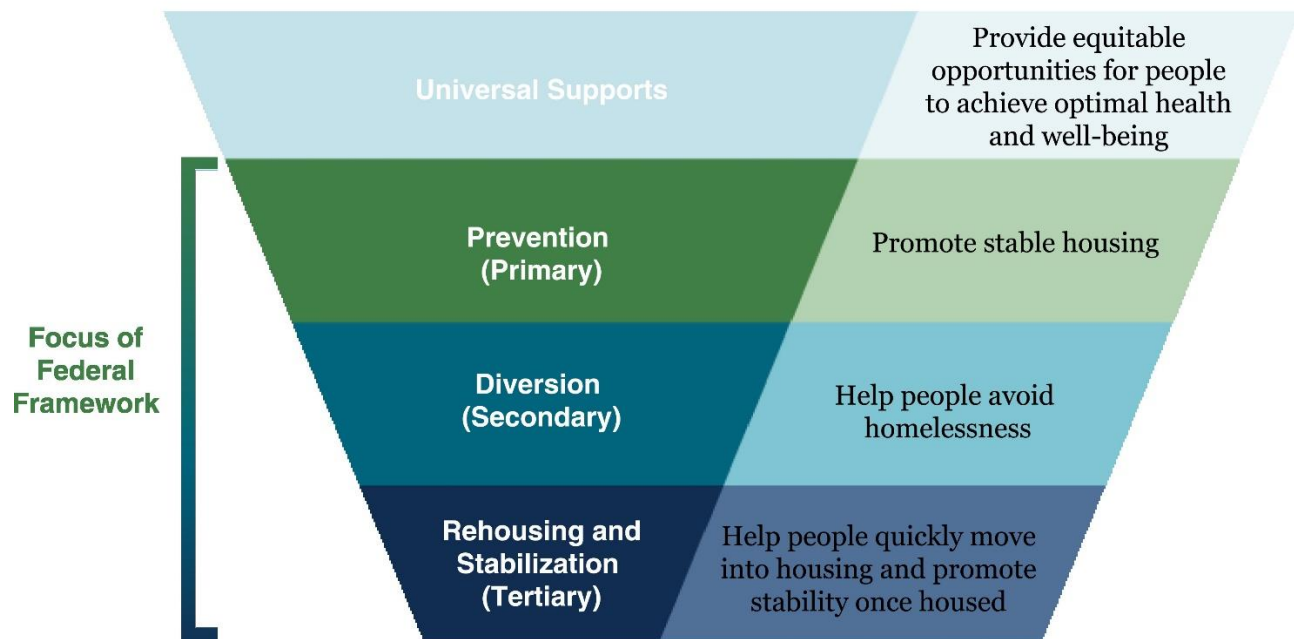 Universal Supports
Provide equitable
opportunities for people
to achieve optimal health
and well-being
Focus of
Federal
Framework
Prevention
(Primary)
Promote stable housing
Diversion
(Secondary)
Help people avoid
homelessness
Rehousing and
Stabilization
(Tertiary)
Help people quickly move
into housing and promote
stability once housed